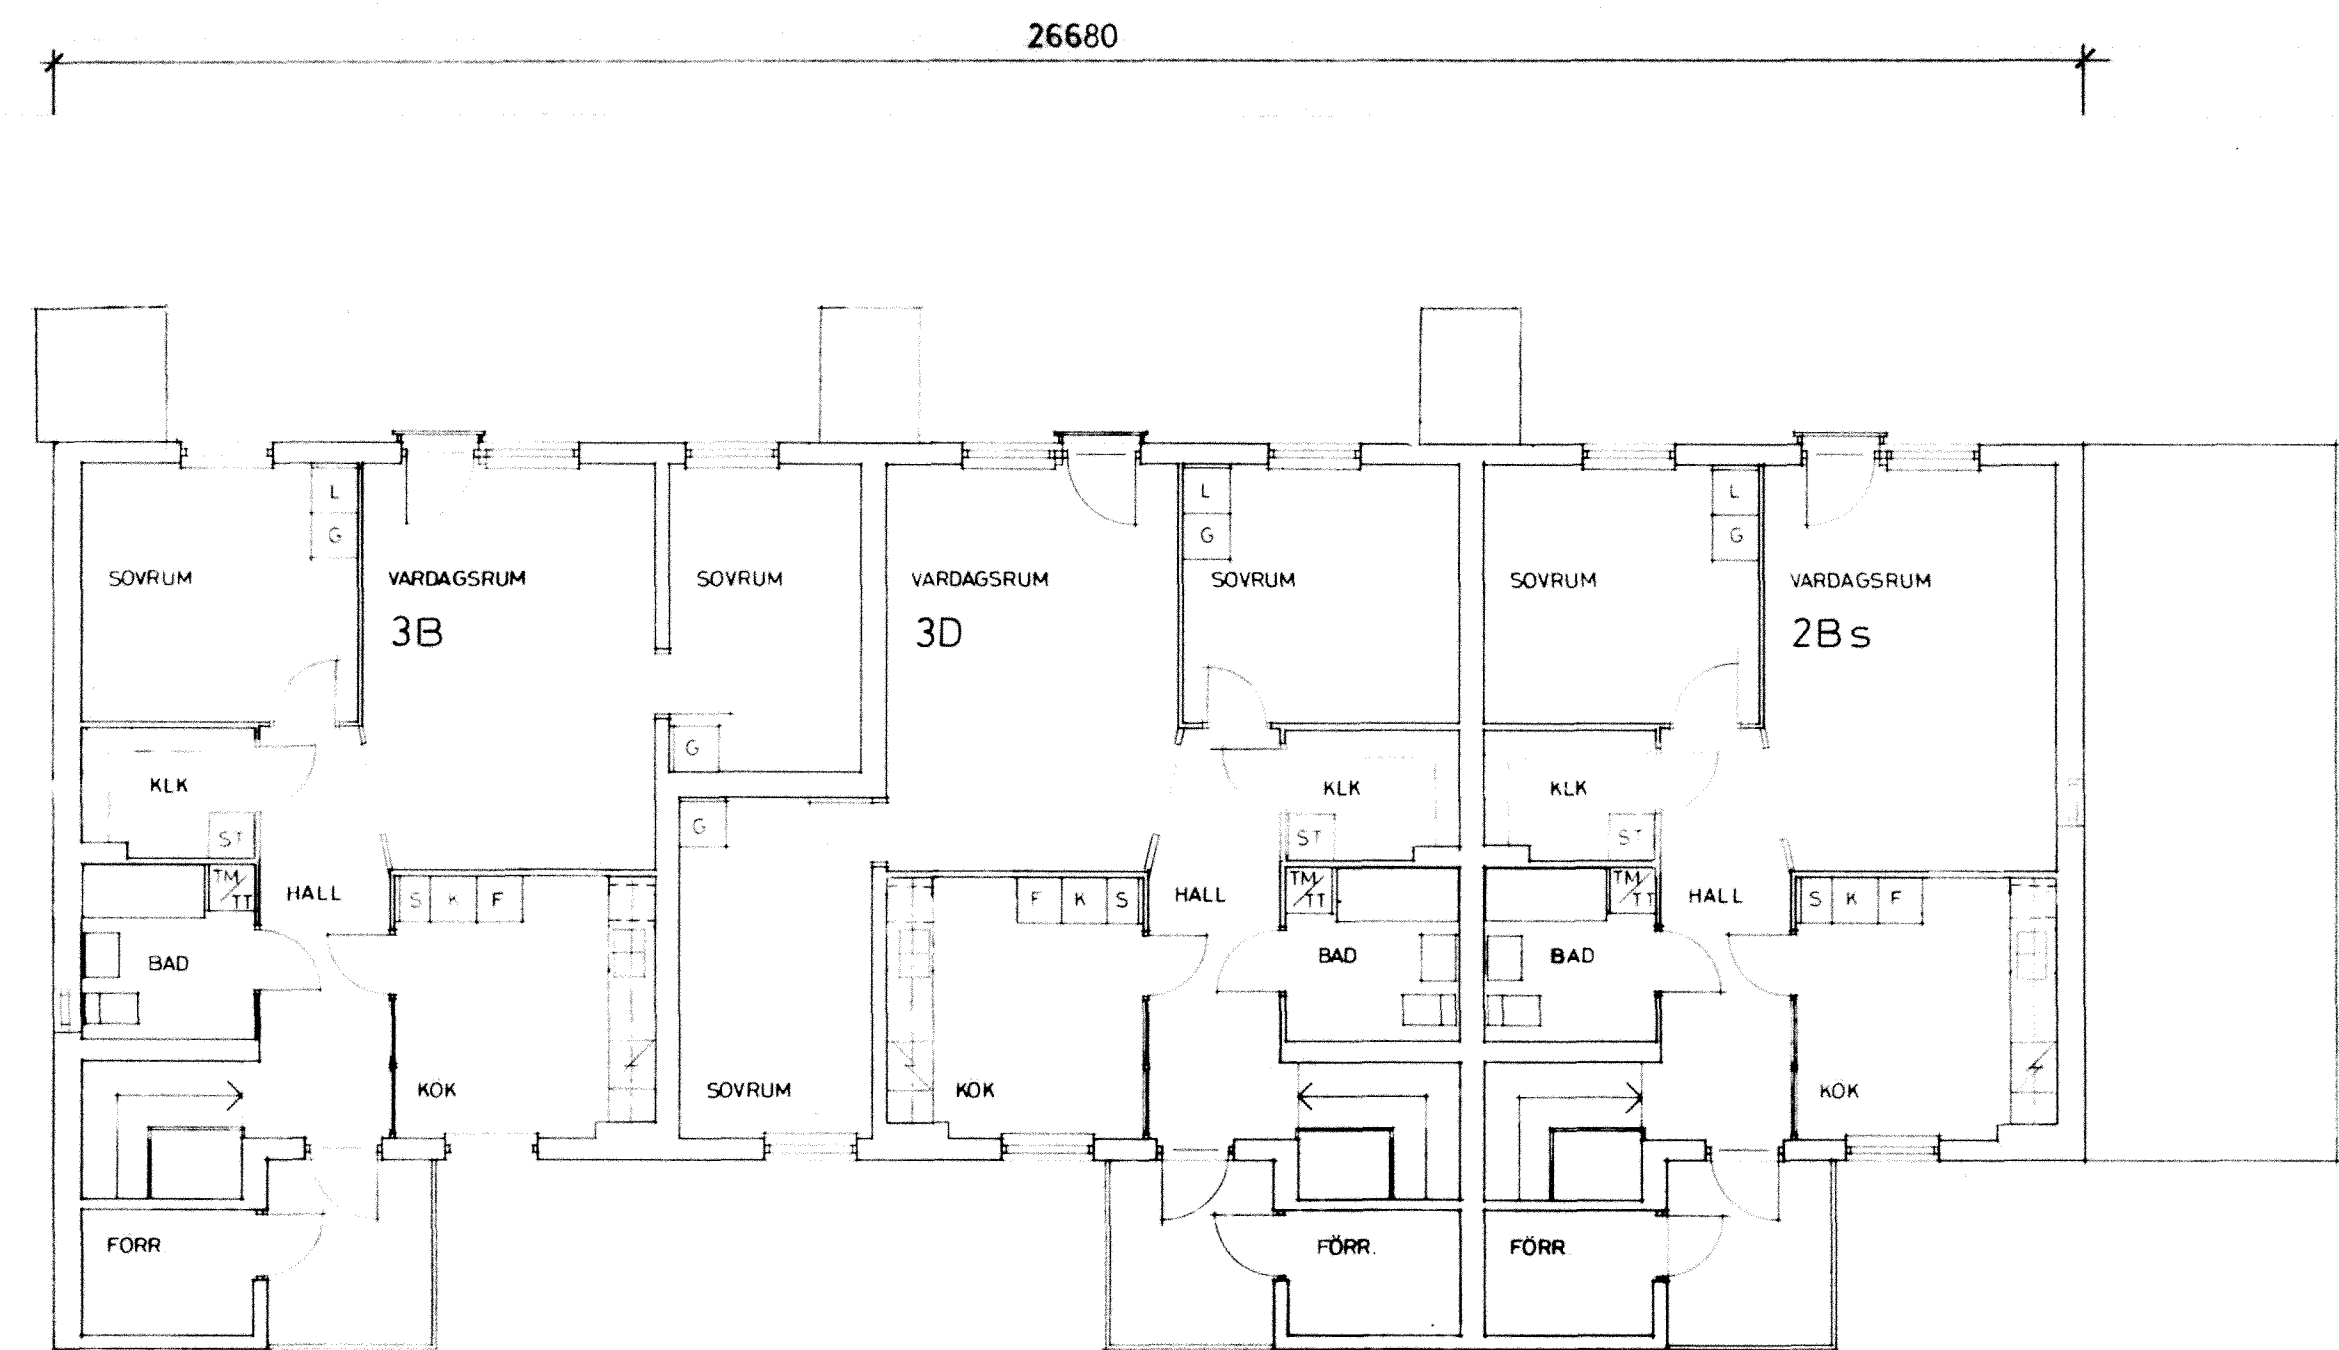 26680
L L L
G G G
SOVRUM VARDAGSRUM SOVRUM VARDAGSRUM SOVRUM SOVRUM VARDAGSRUM
3B 3D 2Bs
G
KLK KLK KLK
G
ST ST ST
TM/TT TM/TT TM/TT
HALL S K F F K S HALL HALL S K F
BAD BAD BAD
KÖK SOVRUM KÖK KÖK
FÖRR. FÖRR. FÖRR.